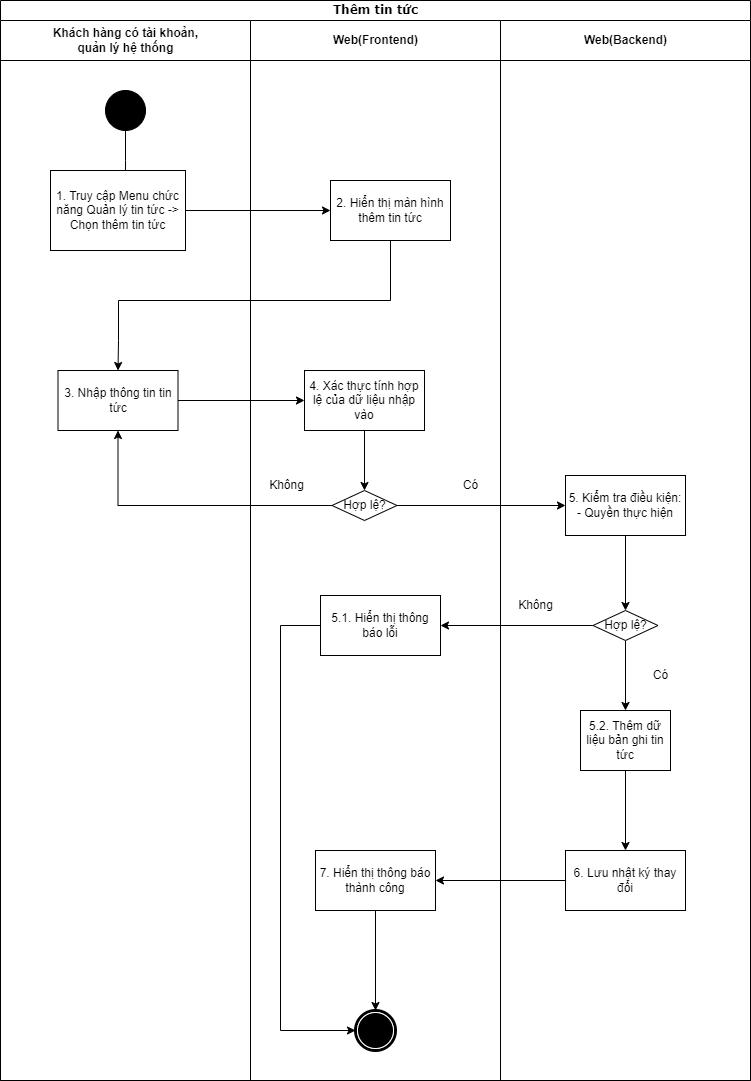 Thêm tin tức
Khách hàng có tài khoản,
quản lý hệ thống
Web(Frontend)
Web(Backend)
1. Truy cập Menu chức
năng Quản lý tin tức ->
Chọn thêm tin tức
2. Hiển thị màn hình
thêm tin tức
3. Nhập thông tin tin
tức
4. Xác thực tính hợp
lệ của dữ liệu nhập
vào
Không
Hợp lệ?
Có
5. Kiểm tra điều kiện:
- Quyền thực hiện
5.1. Hiển thị thông
báo lỗi
Không
Hợp lệ?
Có
5.2. Thêm dữ
liệu bản ghi tin
tức
7. Hiển thị thông báo
thành công
6. Lưu nhật ký thay
đổi